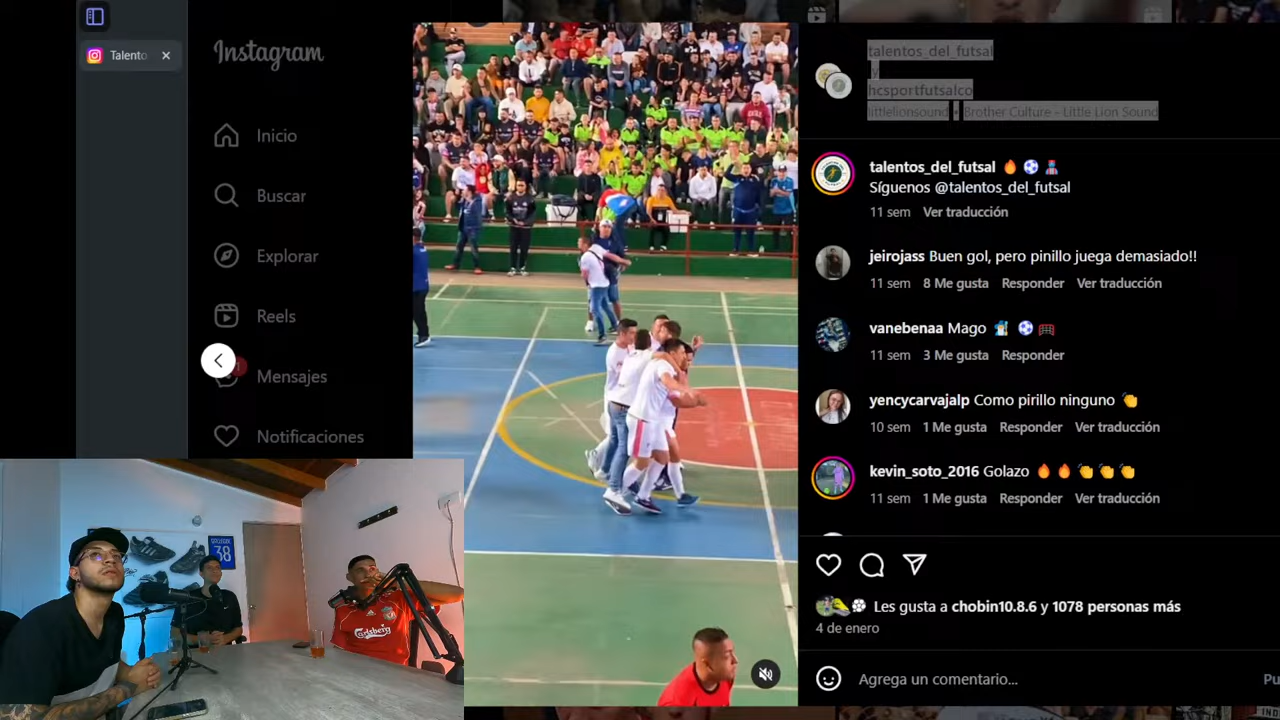 Talento
Instagram
Inicio
Buscar
Explorar
Reels
Mensajes
Notificaciones
talentos_del_futsal
y
hcsportfutsalco
littlelionsound • Brother Culture - Little Lion Sound
talentos_del_futsal
Síguenos @talentos_del_futsal
11 sem Ver traducción
jeirojass Buen gol, pero pinillo juega demasiado!!
11 sem 8 Me gusta Responder Ver traducción
vanebenaa Mago
11 sem 3 Me gusta Responder
yencycarvajalp Como pirillo ninguno
10 sem 1 Me gusta Responder Ver traducción
kevin_soto_2016 Golazo
11 sem 1 Me gusta Responder Ver traducción
Les gusta a chobin10.8.6 y 1078 personas más
4 de enero
Agrega un comentario...
Pu
38
Carlsberg